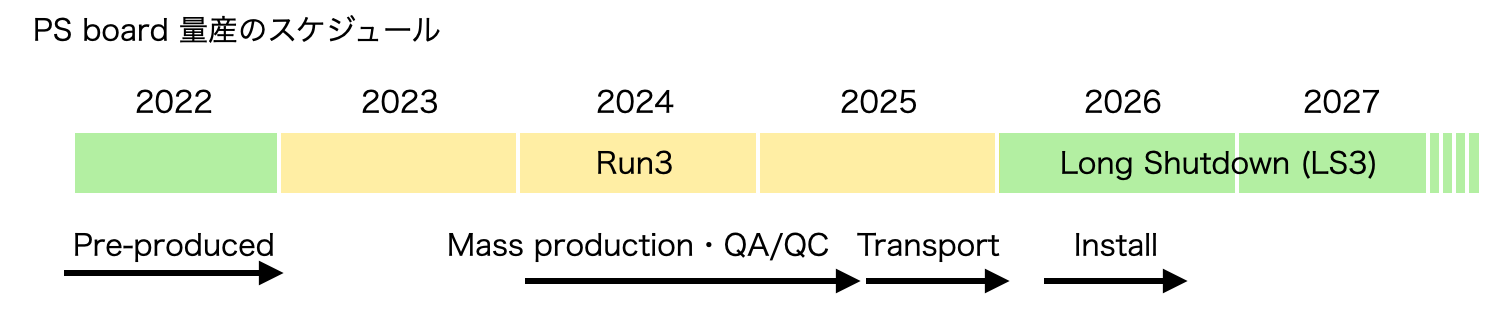 PS board 量産のスケジュール
2022 2023 2024 2025 2026 2027
Run3 Long Shutdown (LS3)
Pre-produced Mass production・QA/QC Transport Install